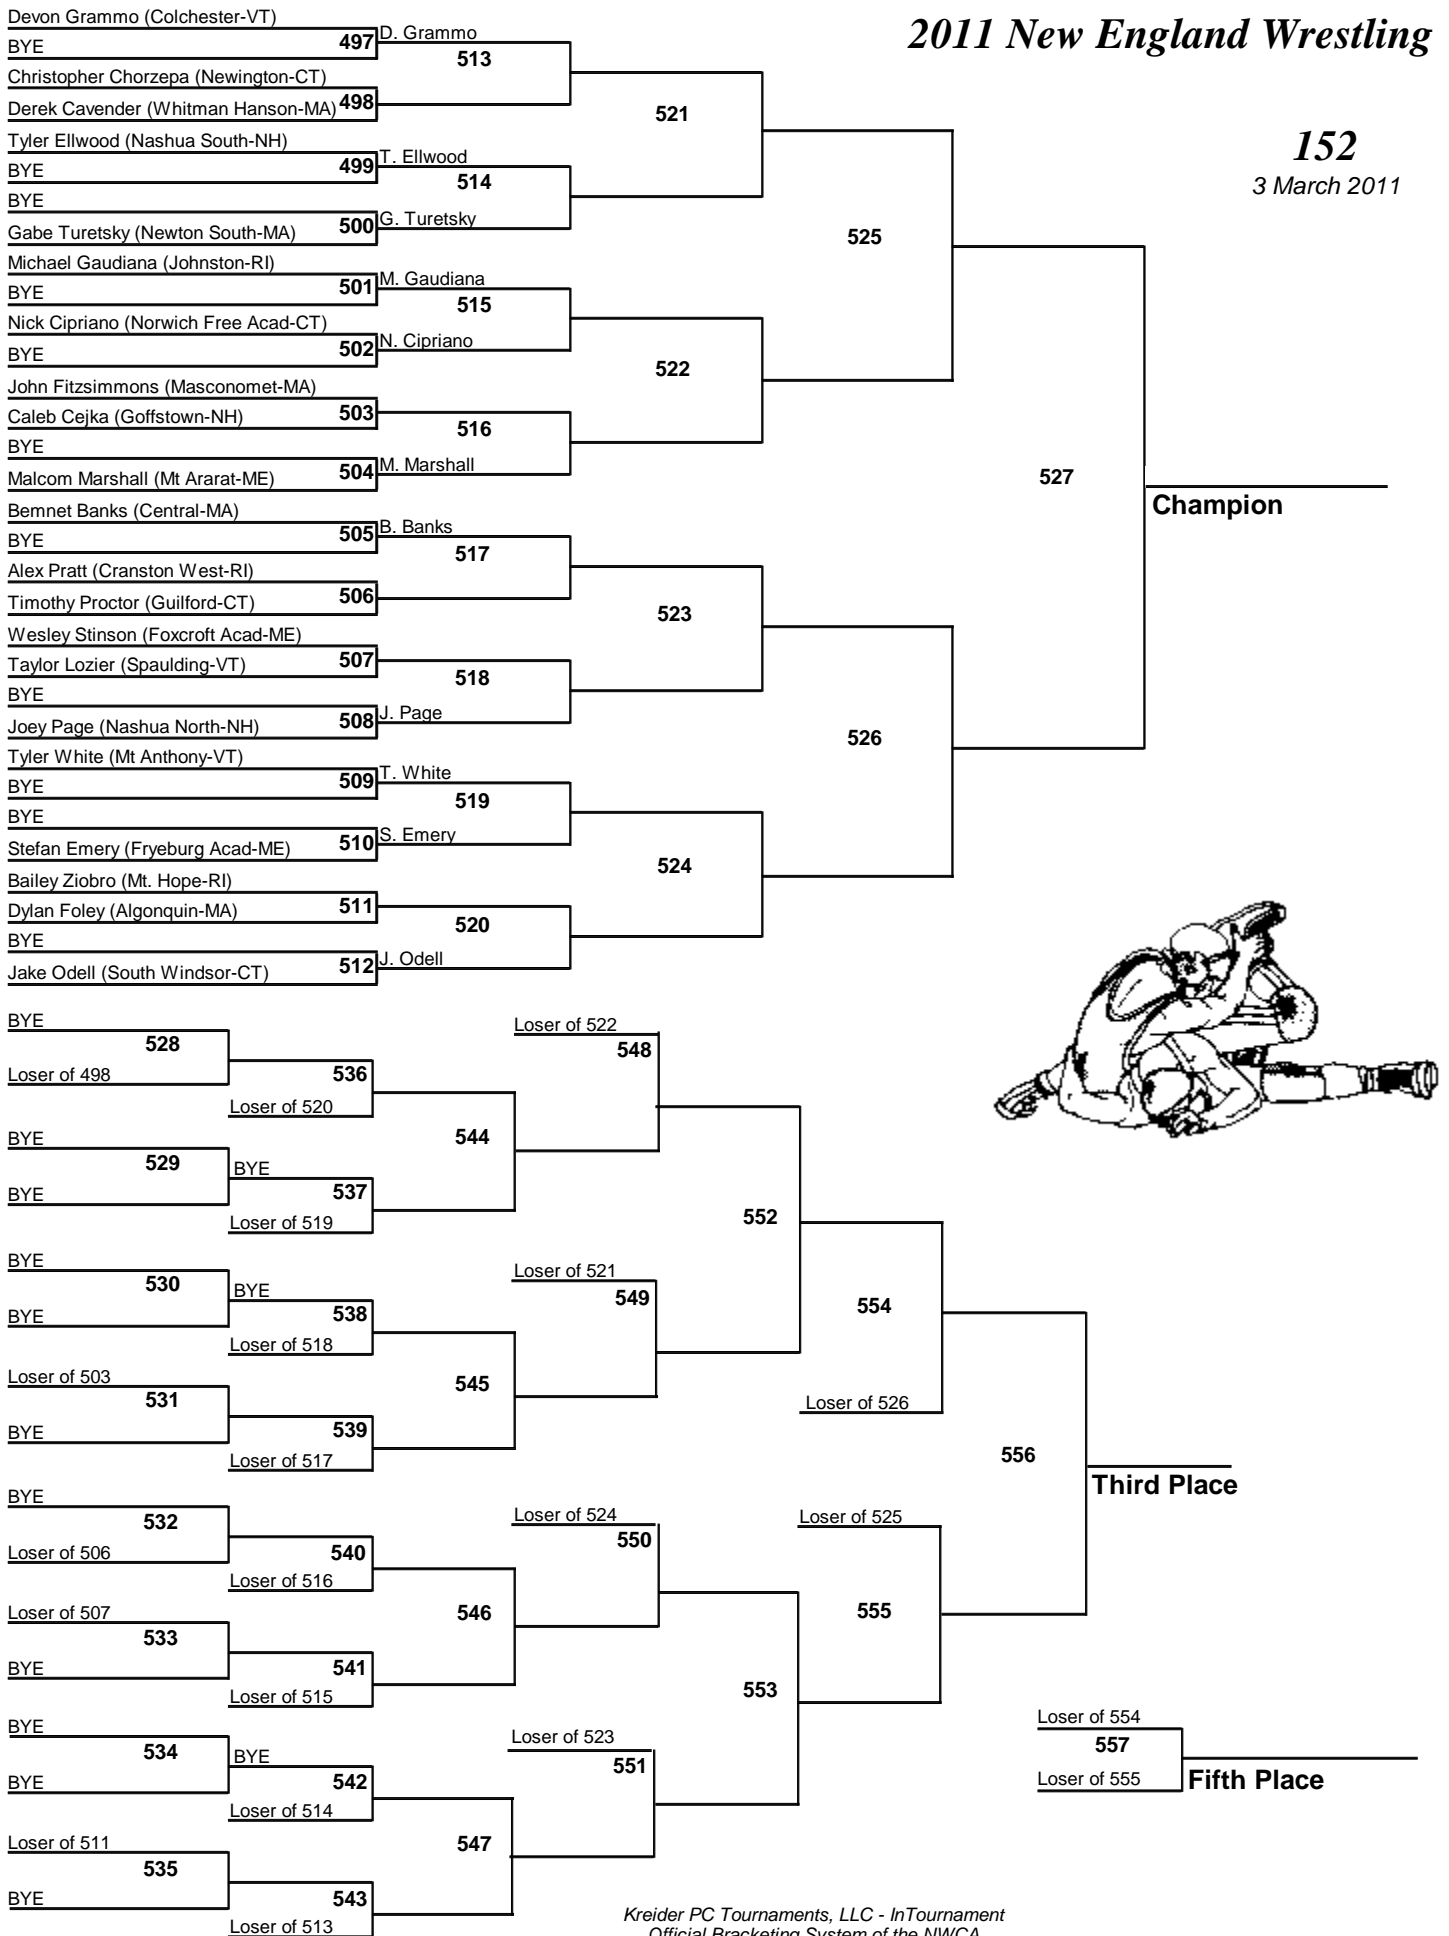 2011 New England Wrestling
152
3 March 2011
Devon Grammo (Colchester-VT)
BYE
497
D. Grammo
513
Christopher Chorzepa (Newington-CT)
Derek Cavender (Whitman Hanson-MA)
498
521
Tyler Ellwood (Nashua South-NH)
BYE
499
T. Ellwood
514
BYE
Gabe Turetsky (Newton South-MA)
500
G. Turetsky
525
Michael Gaudiana (Johnston-RI)
BYE
501
M. Gaudiana
515
Nick Cipriano (Norwich Free Acad-CT)
BYE
502
N. Cipriano
522
John Fitzsimmons (Masconomet-MA)
Caleb Cejka (Goffstown-NH)
503
516
BYE
Malcom Marshall (Mt Ararat-ME)
504
M. Marshall
527
Champion
Bemnet Banks (Central-MA)
BYE
505
B. Banks
517
Alex Pratt (Cranston West-RI)
Timothy Proctor (Guilford-CT)
506
523
Wesley Stinson (Foxcroft Acad-ME)
Taylor Lozier (Spaulding-VT)
507
518
BYE
Joey Page (Nashua North-NH)
508
J. Page
526
Tyler White (Mt Anthony-VT)
BYE
509
T. White
519
BYE
Stefan Emery (Fryeburg Acad-ME)
510
S. Emery
524
Bailey Ziobro (Mt. Hope-RI)
Dylan Foley (Algonquin-MA)
511
520
BYE
Jake Odell (South Windsor-CT)
512
J. Odell
BYE
528
Loser of 498
536
Loser of 520
544
Loser of 522
548
BYE
529
BYE
BYE
537
Loser of 519
552
BYE
530
BYE
BYE
538
Loser of 518
Loser of 521
549
554
Loser of 503
531
BYE
539
Loser of 517
545
Loser of 526
556
Third Place
BYE
532
Loser of 506
540
Loser of 516
546
Loser of 524
550
Loser of 525
555
Loser of 507
533
BYE
541
Loser of 515
553
BYE
534
BYE
BYE
542
Loser of 514
547
Loser of 523
551
Loser of 554
557
Loser of 555
Fifth Place
Loser of 511
535
BYE
543
Loser of 513
Kreider PC Tournaments, LLC - InTournament
Official Bracketing System of the NWCA